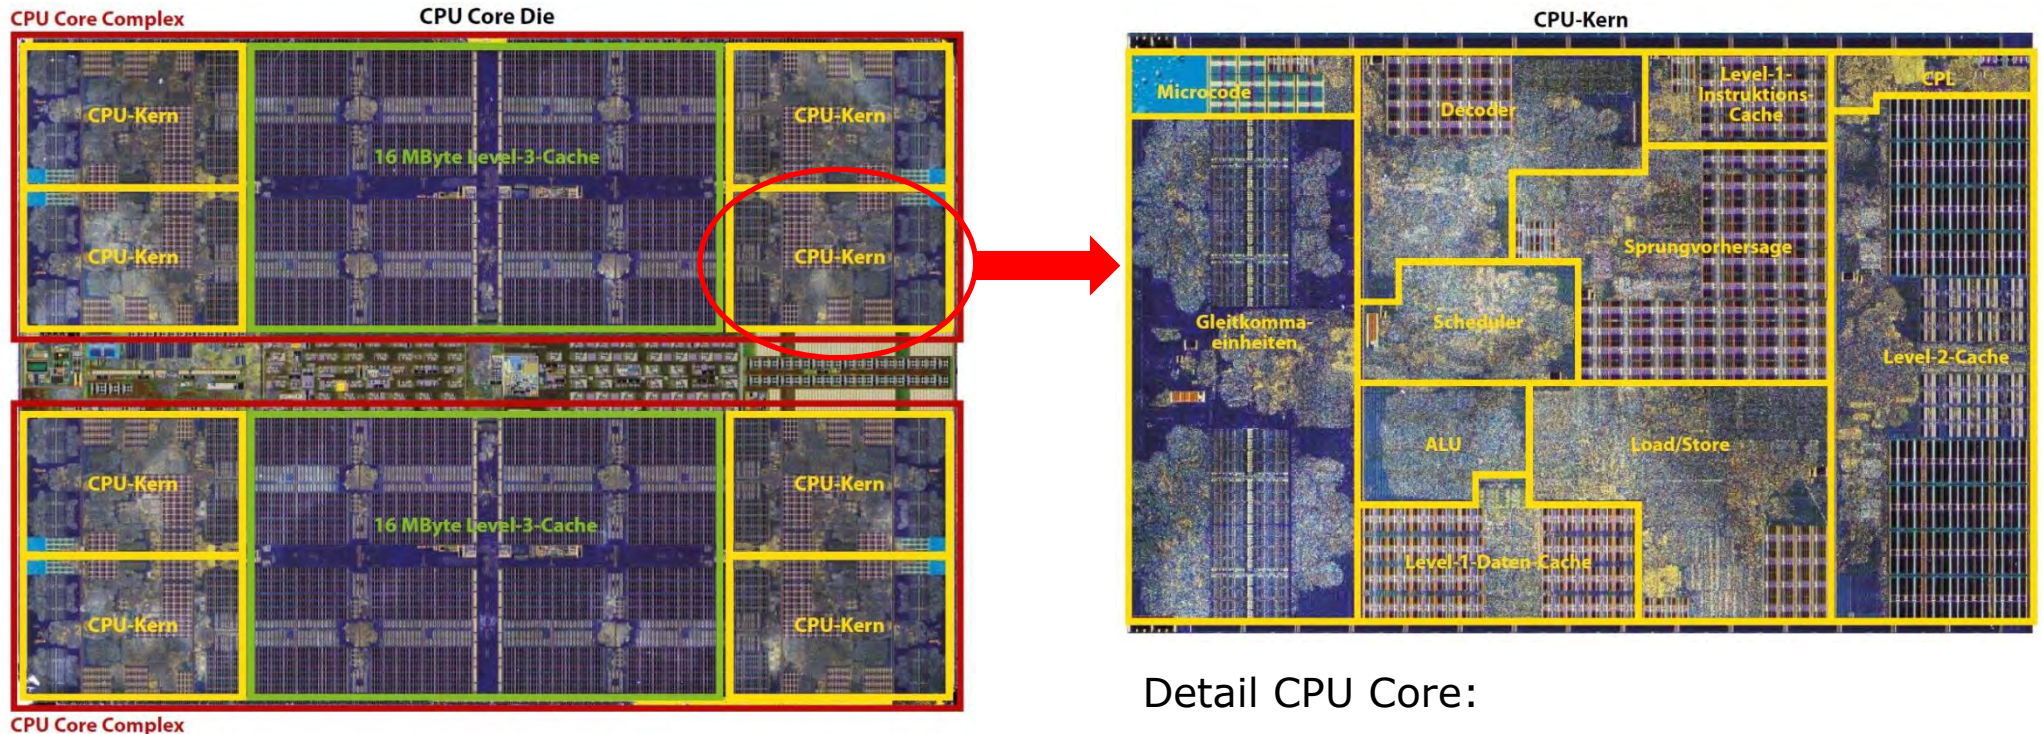 CPU Core Complex
CPU Core Die
CPU-Kern
CPU-Kern
16 MByte Level-3-Cache
CPU-Kern
CPU-Kern
CPU-Kern
CPU-Kern
16 MByte Level-3-Cache
CPU-Kern
CPU-Kern
CPU Core Complex
CPU-Kern
Microcode
Decoder
Level-1-
Instruktions-
Cache
CPL
Sprungvorhersage
Gleitkomma-
einheiten
Scheduler
Level-2-Cache
ALU
Load/Store
Level-1-Daten-Cache
Detail CPU Core: